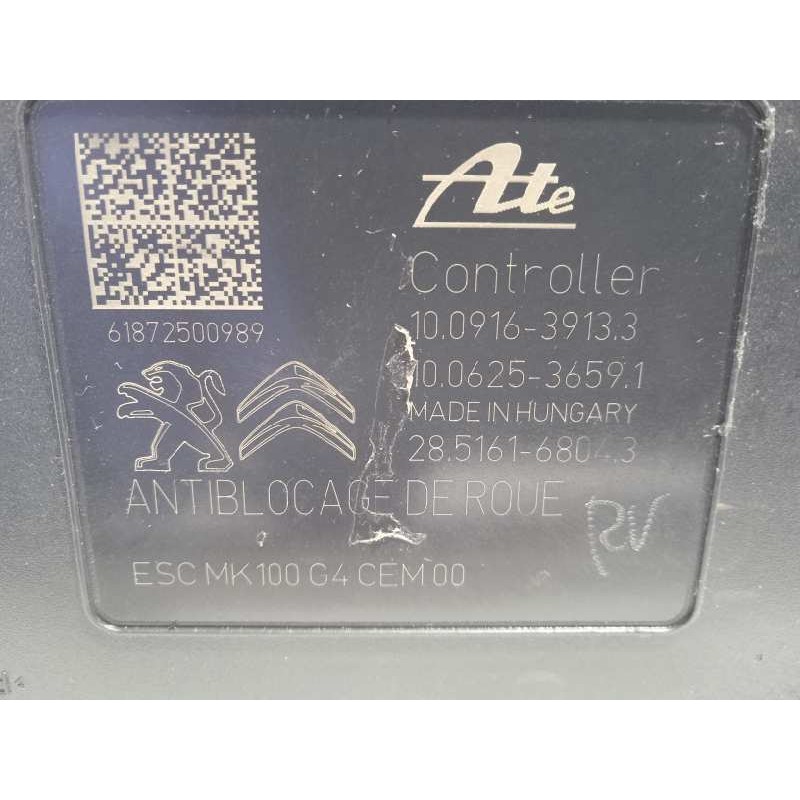 Ate
Controller
61872500989
10.0916-3913.3
10.0625-3659.1
MADE IN HUNGARY
28.5161-6804.3
ANTIBLOCAGE DE ROUE
RV
ESC MK100 G4 CEM 00